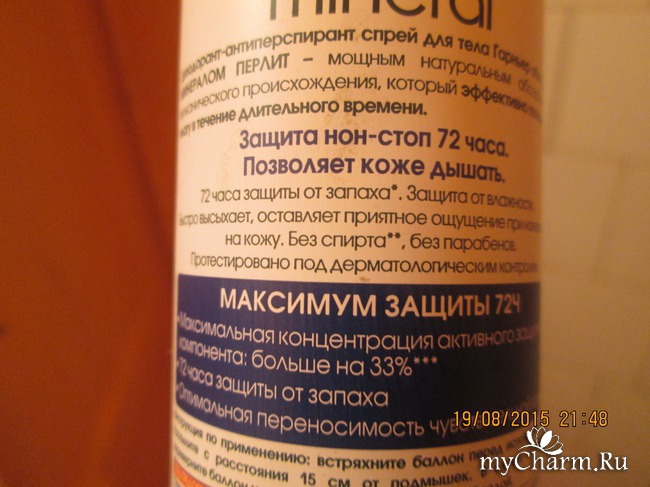 mineral
дезодорант-антиперспирант спрей для тела Гарньер
МИНЕРАЛОМ ПЕРЛИТ – мощным натуральным
вулканического происхождения, который эффективно
в течение длительного времени.
Защита нон-стоп 72 часа.
Позволяет коже дышать.
72 часа защиты от запаха*. Защита от влажности.
Быстро высыхает, оставляет приятное ощущение при
на кожу. Без спирта**, без парабенов.
Протестировано под дерматологическим
МАКСИМУМ ЗАЩИТЫ 72Ч
•Максимальная концентрация активного
компонента: больше на 33%***
•72 часа защиты от запаха
•Оптимальная переносимость
по применению: встряхните баллон перед
с расстояния 15 см от подмышек.
19/08/2015 21:48
myCharm.Ru